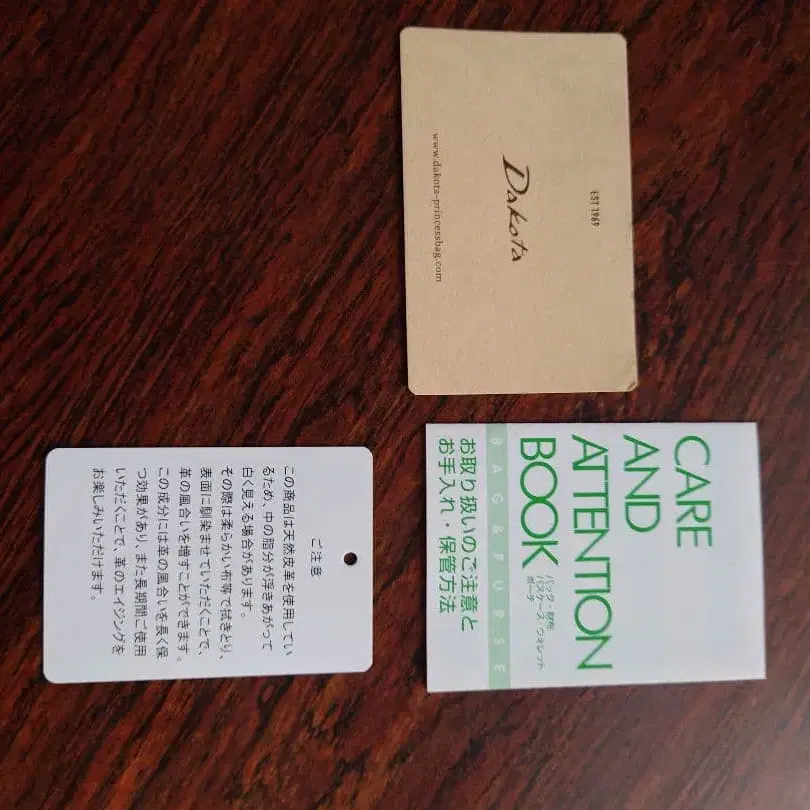 EST 1969
Dakota
www.dakota-princessbag.com
CARE
AND
ATTENTION
BOOK
バッグ・財布
パスケース・ウォレット
ポーチ
BAG & PURSE
お取り扱いのご注意と
お手入れ・保管方法
ご注意
この商品は天然皮革を使用してい
るため、中の脂分が浮きあがって
白く見える場合があります。
その際は柔らかい布等で拭きとり、
表面に馴染ませていただくことで、
革の風合いを増すことができます。
この成分には革の風合いを長く保
つ効果があり、また長期間ご使用
いただくことで、革のエイジングを
お楽しみいただけます。